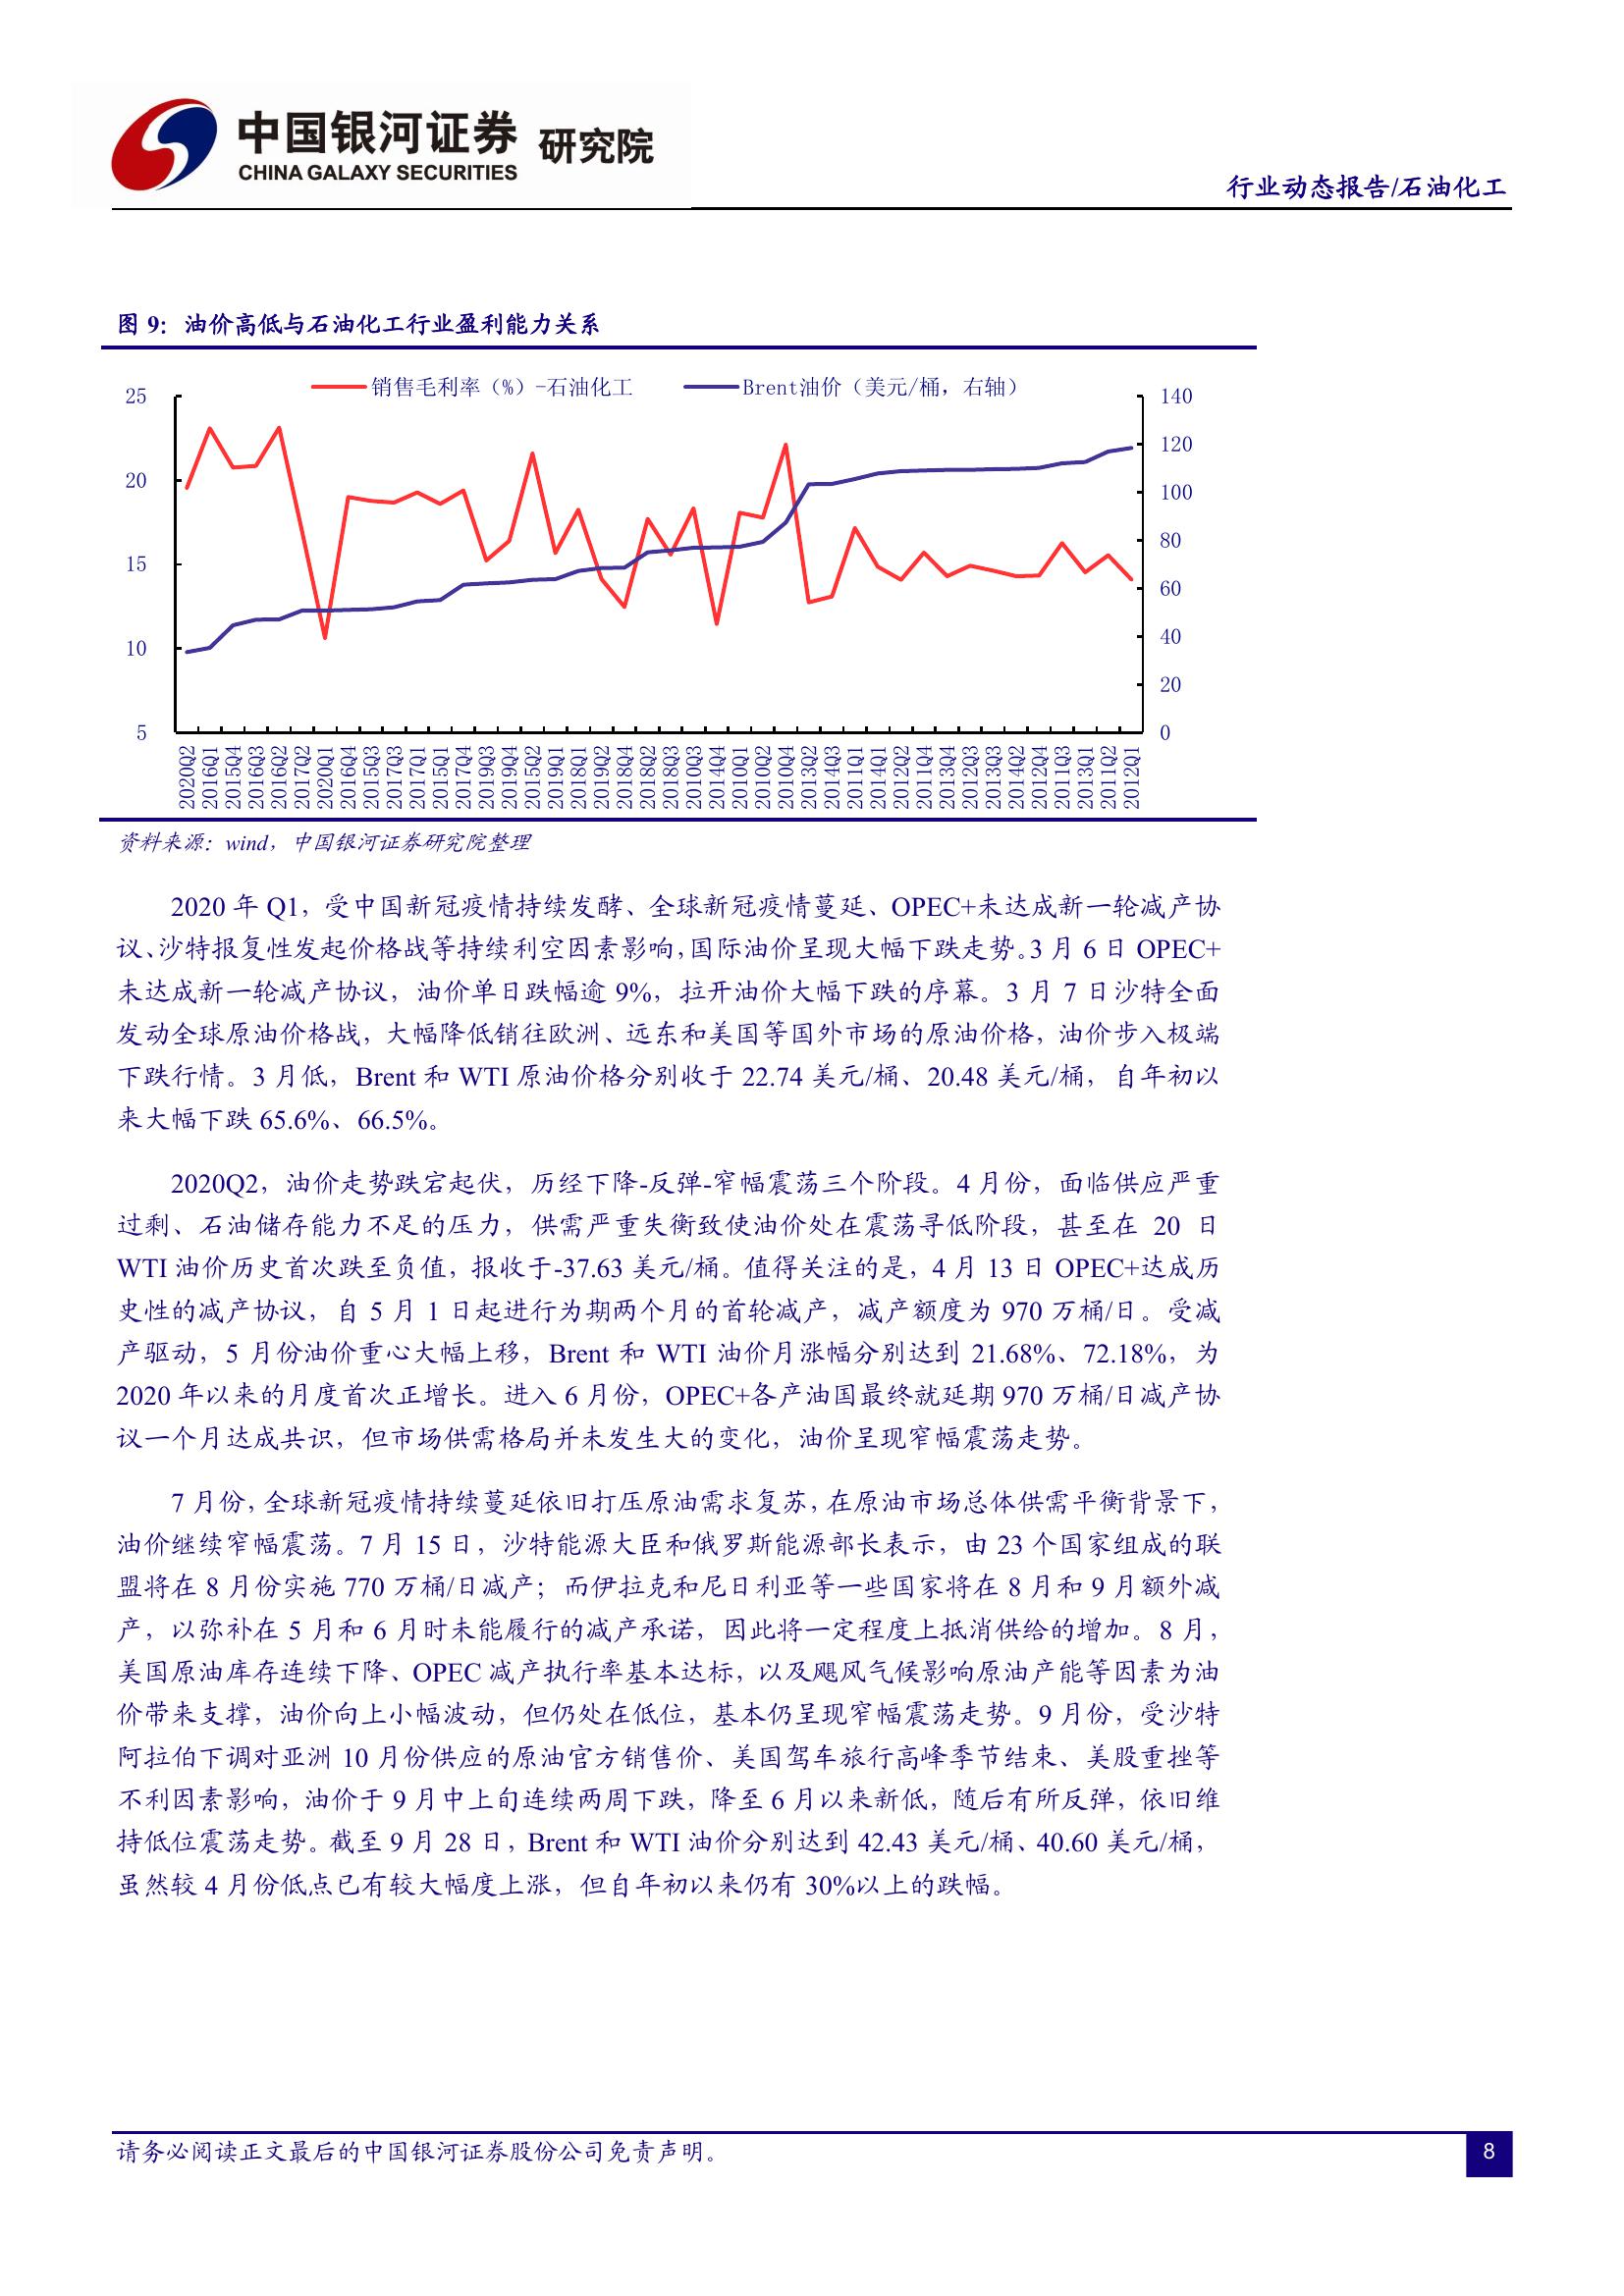 中国银河证券 研究院
CHINA GALAXY SECURITIES
行业动态报告/石油化工
图 9：油价高低与石油化工行业盈利能力关系
销售毛利率（%）-石油化工 Brent油价（美元/桶，右轴）
25 140
120
20 100
15 80
60
10 40
20
5 0
2020Q2 2016Q1 2015Q4 2016Q3 2016Q2 2017Q2 2020Q1 2016Q4 2015Q3 2017Q3 2017Q1 2015Q1 2017Q4 2019Q3 2019Q4 2015Q2 2019Q1 2018Q1 2019Q2 2018Q4 2018Q2 2018Q3 2010Q3 2014Q4 2010Q1 2010Q2 2010Q4 2013Q2 2014Q3 2011Q1 2014Q1 2012Q2 2011Q4 2013Q4 2012Q3 2013Q3 2014Q2 2012Q4 2011Q3 2013Q1 2011Q2 2012Q1
资料来源：wind，中国银河证券研究院整理
2020 年 Q1，受中国新冠疫情持续发酵、全球新冠疫情蔓延、OPEC+未达成新一轮减产协
议、沙特报复性发起价格战等持续利空因素影响，国际油价呈现大幅下跌走势。3 月 6 日 OPEC+
未达成新一轮减产协议，油价单日跌幅逾 9%，拉开油价大幅下跌的序幕。3 月 7 日沙特全面
发动全球原油价格战，大幅降低销往欧洲、远东和美国等国外市场的原油价格，油价步入极端
下跌行情。3 月低，Brent 和 WTI 原油价格分别收于 22.74 美元/桶、20.48 美元/桶，自年初以
来大幅下跌 65.6%、66.5%。
2020Q2，油价走势跌宕起伏，历经下降-反弹-窄幅震荡三个阶段。4 月份，面临供应严重
过剩、石油储存能力不足的压力，供需严重失衡致使油价处在震荡寻低阶段，甚至在 20 日
WTI 油价历史首次跌至负值，报收于-37.63 美元/桶。值得关注的是，4 月 13 日 OPEC+达成历
史性的减产协议，自 5 月 1 日起进行为期两个月的首轮减产，减产额度为 970 万桶/日。受减
产驱动，5 月份油价重心大幅上移，Brent 和 WTI 油价月涨幅分别达到 21.68%、72.18%，为
2020 年以来的月度首次正增长。进入 6 月份，OPEC+各产油国最终就延期 970 万桶/日减产协
议一个月达成共识，但市场供需格局并未发生大的变化，油价呈现窄幅震荡走势。
7 月份，全球新冠疫情持续蔓延依旧打压原油需求复苏，在原油市场总体供需平衡背景下，
油价继续窄幅震荡。7 月 15 日，沙特能源大臣和俄罗斯能源部长表示，由 23 个国家组成的联
盟将在 8 月份实施 770 万桶/日减产；而伊拉克和尼日利亚等一些国家将在 8 月和 9 月额外减
产，以弥补在 5 月和 6 月时未能履行的减产承诺，因此将一定程度上抵消供给的增加。8 月，
美国原油库存连续下降、OPEC 减产执行率基本达标，以及飓风气候影响原油产能等因素为油
价带来支撑，油价向上小幅波动，但仍处在低位，基本仍呈现窄幅震荡走势。9 月份，受沙特
阿拉伯下调对亚洲 10 月份供应的原油官方销售价、美国驾车旅行高峰季节结束、美股重挫等
不利因素影响，油价于 9 月中上旬连续两周下跌，降至 6 月以来新低，随后有所反弹，依旧维
持低位震荡走势。截至 9 月 28 日，Brent 和 WTI 油价分别达到 42.43 美元/桶、40.60 美元/桶，
虽然较 4 月份低点已有较大幅度上涨，但自年初以来仍有 30%以上的跌幅。
请务必阅读正文最后的中国银河证券股份公司免责声明。
8